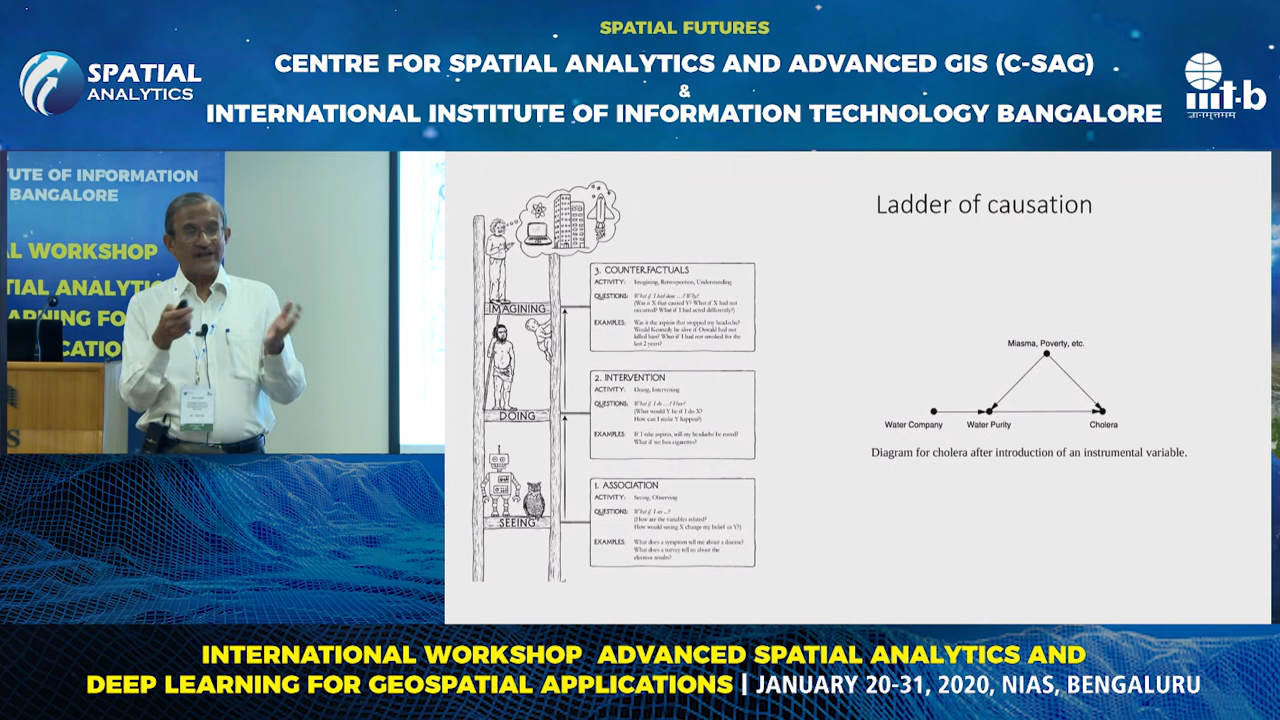 SPATIAL FUTURES
CENTRE FOR SPATIAL ANALYTICS AND ADVANCED GIS (C-SAG)
&
INTERNATIONAL INSTITUTE OF INFORMATION TECHNOLOGY BANGALORE
SPATIAL
ANALYTICS
iiit-b
ज्ञानमुत्तमम
TUTE OF INFORMATION
BANGALORE
AL WORKSHOP
TIAL ANALYTIC
ARNING FO
CATIO
S
Ladder of causation
IMAGINING
DOING
SEEING
3. COUNTERFACTUALS
ACTIVITY: Imagining, Retrospection, Understanding
QUESTIONS: What if I had done ...? Why?
(Was it X that caused Y? What if X had not
occurred? What if I had acted differently?)
EXAMPLES: Was it the aspirin that stopped my headache?
Would Kennedy be alive if Oswald had not
killed him? What if I had not smoked for the
last 2 years?
2. INTERVENTION
ACTIVITY: Doing, Intervening
QUESTIONS: What if I do ...? How?
(What would Y be if I do X?
How can I make Y happen?)
EXAMPLES: If I take aspirin, will my headache be cured?
What if we ban cigarettes?
1. ASSOCIATION
ACTIVITY: Seeing, Observing
QUESTIONS: What if I see ...?
(How are the variables related?
How would seeing X change my belief in Y?)
EXAMPLES: What does a symptom tell me about a disease?
What does a survey tell us about the
election results?
Miasma, Poverty, etc.
Water Company
Water Purity
Cholera
Diagram for cholera after introduction of an instrumental variable.
INTERNATIONAL WORKSHOP ADVANCED SPATIAL ANALYTICS AND
DEEP LEARNING FOR GEOSPATIAL APPLICATIONS | JANUARY 20-31, 2020, NIAS, BENGALURU